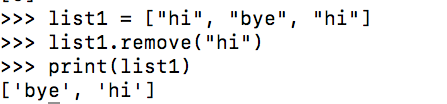 >>> list1 = ["hi", "bye", "hi"]
>>> list1.remove("hi")
>>> print(list1)
['bye', 'hi']